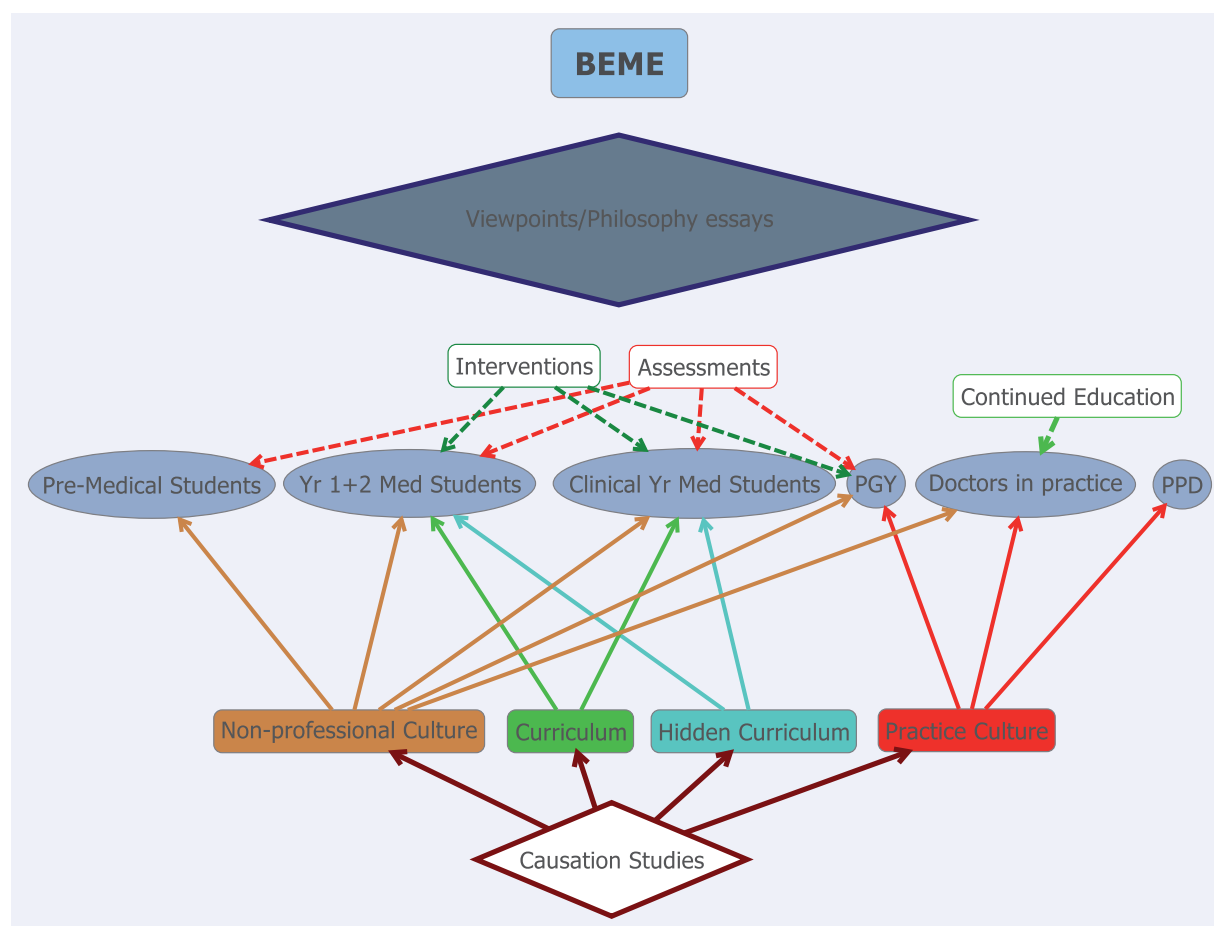 BEME
Viewpoints/Philosophy essays
Interventions
Assessments
Continued Education
Pre-Medical Students
Yr 1+2 Med Students
Clinical Yr Med Students
PGY
Doctors in practice
PPD
Non-professional Culture
Curriculum
Hidden Curriculum
Practice Culture
Causation Studies